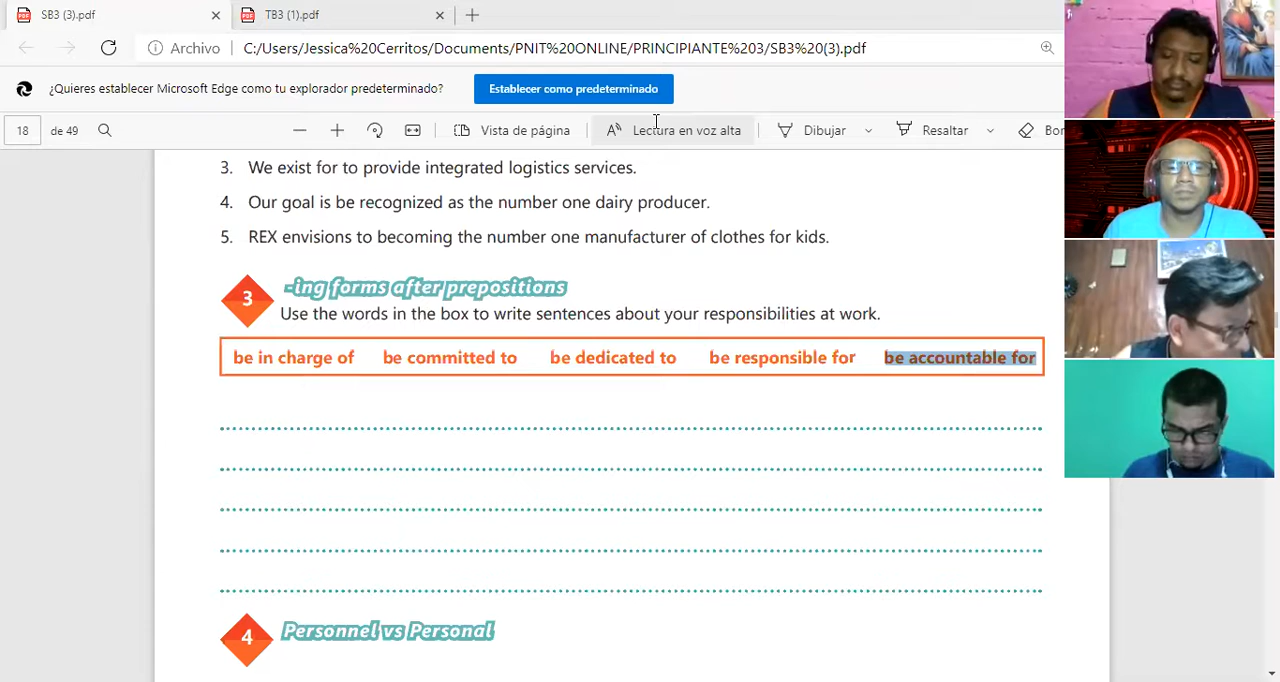 SB3 (3).pdf
TB3 (1).pdf
Archivo
C:/Users/Jessica%20Cerritos/Documents/PNIT%20ONLINE/PRINCIPIANTE%203/SB3%20(3).pdf
¿Quieres establecer Microsoft Edge como tu explorador predeterminado?
Establecer como predeterminado
18 de 49
Vista de página
Lectura en voz alta
Dibujar
Resaltar
Bor
3. We exist for to provide integrated logistics services.
4. Our goal is be recognized as the number one dairy producer.
5. REX envisions to becoming the number one manufacturer of clothes for kids.
3 -ing forms after prepositions
Use the words in the box to write sentences about your responsibilities at work.
be in charge of be committed to be dedicated to be responsible for be accountable for
4 Personnel vs Personal